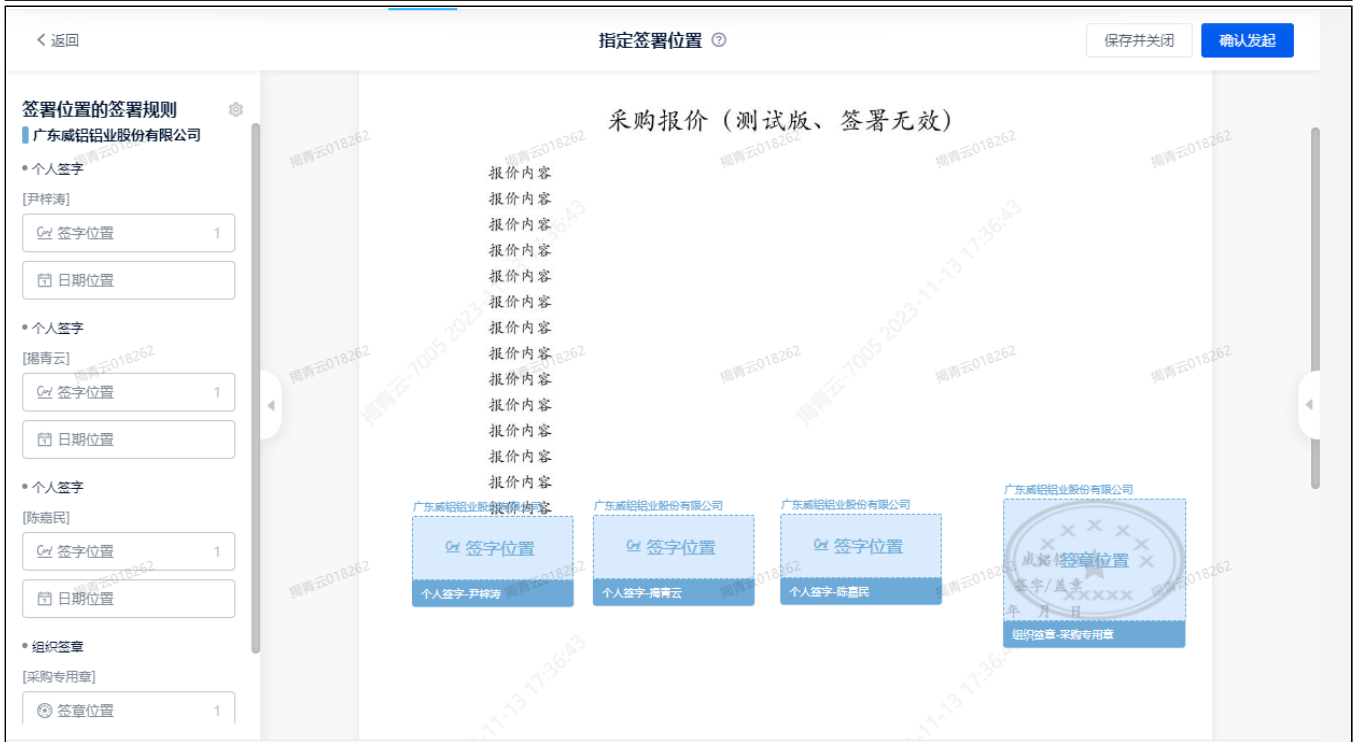 返回
指定签署位置
保存并关闭
确认发起
签署位置的签署规则
广东威铝铝业股份有限公司
个人签字
[尹梓涛]
签字位置 1
日期位置
个人签字
[揭青云]
签字位置 1
日期位置
个人签字
[陈嘉民]
签字位置 1
日期位置
组织签章
[采购专用章]
签章位置 1
采购报价（测试版、签署无效）
报价内容
报价内容
报价内容
报价内容
报价内容
报价内容
报价内容
报价内容
报价内容
报价内容
报价内容
报价内容
报价内容
报价内容
广东威铝铝业股份有限公司
签字位置
个人签字-尹梓涛
广东威铝铝业股份有限公司
签字位置
个人签字-揭青云
广东威铝铝业股份有限公司
签字位置
个人签字-陈嘉民
广东威铝铝业股份有限公司
签章位置
签字/盖章
年 月 日
组织签章-采购专用章
揭青云018262
揭青云-7005 2023-11-13 17:36:43